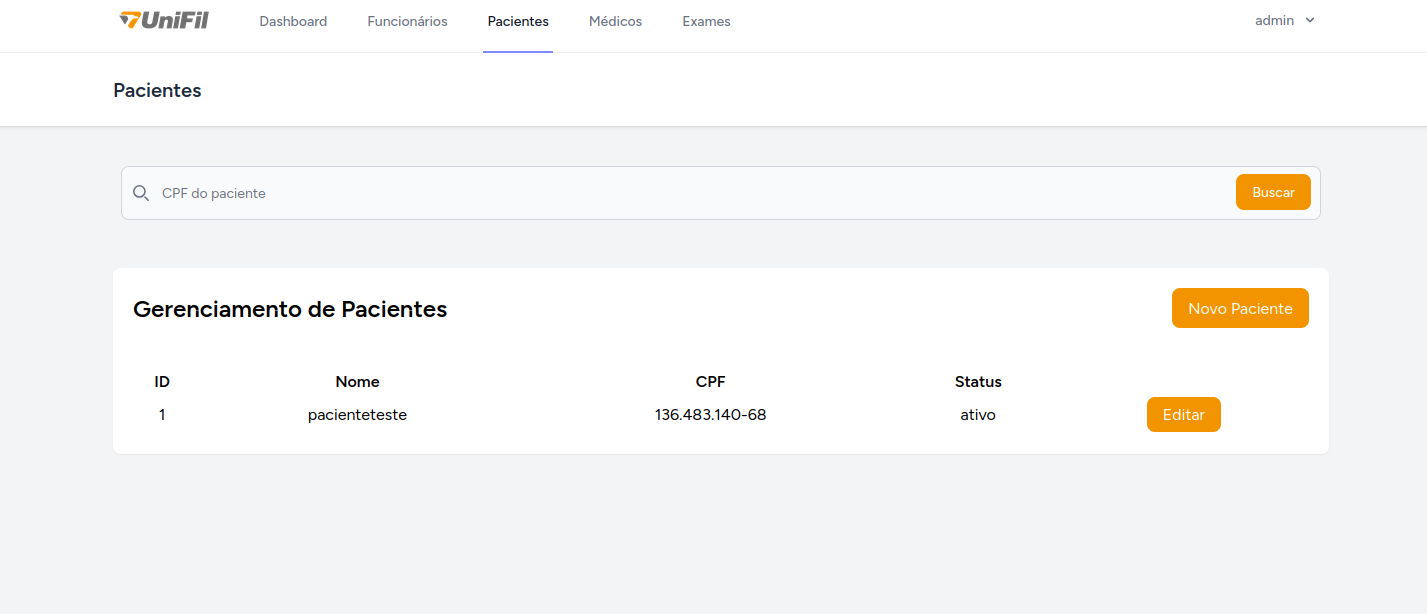 UniFil Dashboard Funcionários Pacientes Médicos Exames admin
Pacientes
CPF do paciente Buscar
Gerenciamento de Pacientes Novo Paciente
ID Nome CPF Status
1 pacienteteste 136.483.140-68 ativo Editar